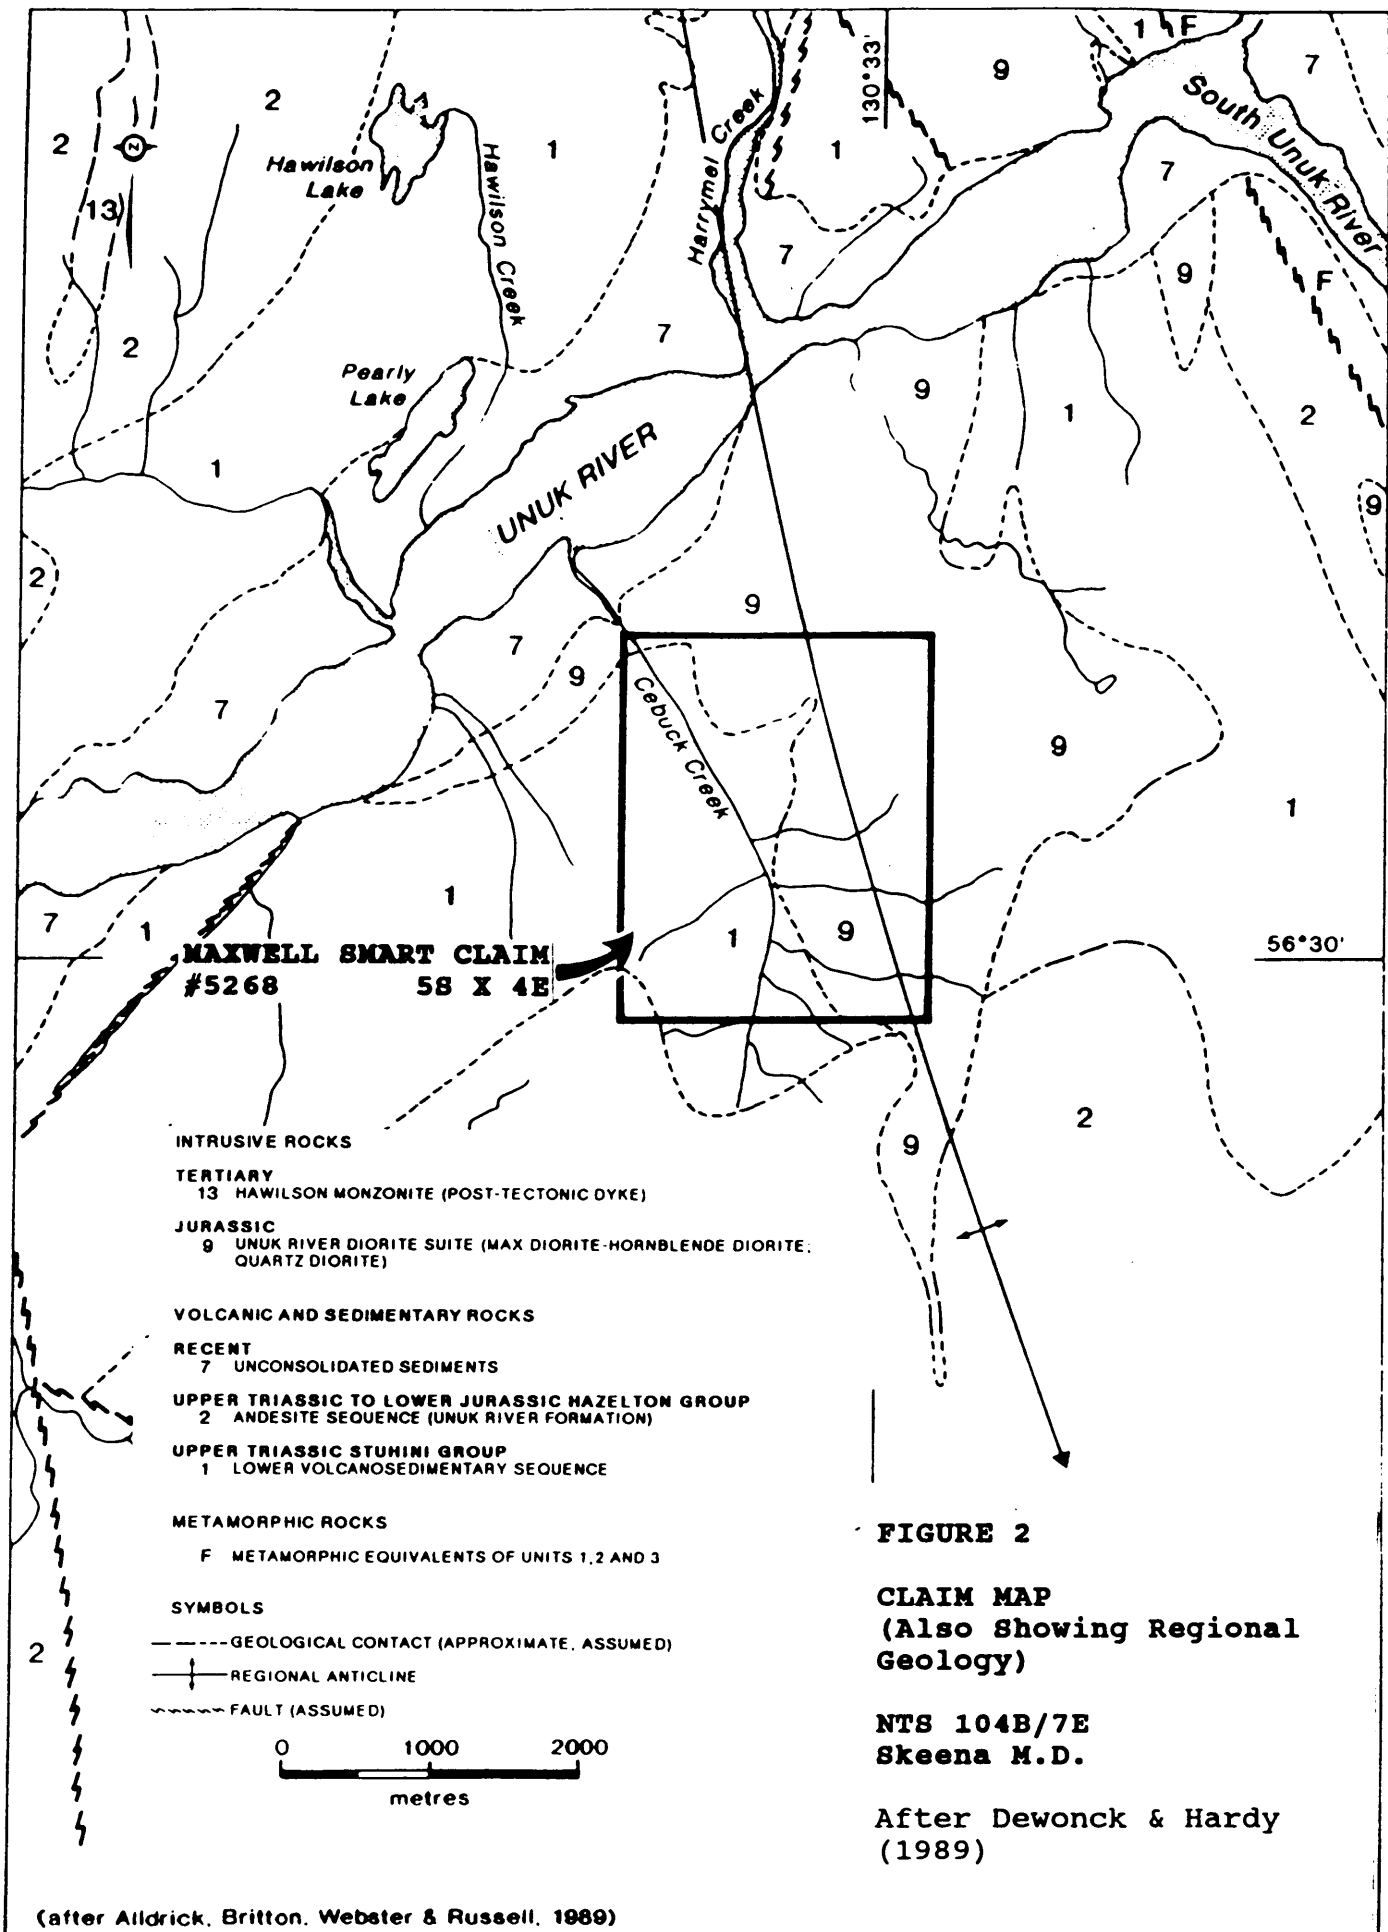 1
F
7
9
130°33'
South Unuk River
2
2
Hawilson
Lake
Hawilson Creek
1
Harrymel Creek
1
7
13
7
9
F
2
7
Pearly
Lake
9
1
2
1
UNUK RIVER
9
2
9
7
9
7
Cebuck Creek
9
1
1
7
1
1
9
56°30'
MAXWELL SMART CLAIM
#5268 5S X 4E
2
9
INTRUSIVE ROCKS
TERTIARY
13 HAWILSON MONZONITE (POST-TECTONIC DYKE)
JURASSIC
9 UNUK RIVER DIORITE SUITE (MAX DIORITE-HORNBLENDE DIORITE;
QUARTZ DIORITE)
VOLCANIC AND SEDIMENTARY ROCKS
RECENT
7 UNCONSOLIDATED SEDIMENTS
UPPER TRIASSIC TO LOWER JURASSIC HAZELTON GROUP
2 ANDESITE SEQUENCE (UNUK RIVER FORMATION)
UPPER TRIASSIC STUHINI GROUP
1 LOWER VOLCANOSEDIMENTARY SEQUENCE
METAMORPHIC ROCKS
F METAMORPHIC EQUIVALENTS OF UNITS 1,2 AND 3
SYMBOLS
GEOLOGICAL CONTACT (APPROXIMATE, ASSUMED)
REGIONAL ANTICLINE
FAULT (ASSUMED)
2
0 1000 2000
metres
FIGURE 2
CLAIM MAP
(Also Showing Regional
Geology)
NTS 104B/7E
Skeena M.D.
After Dewonck & Hardy
(1989)
(after Alldrick, Britton, Webster & Russell, 1989)